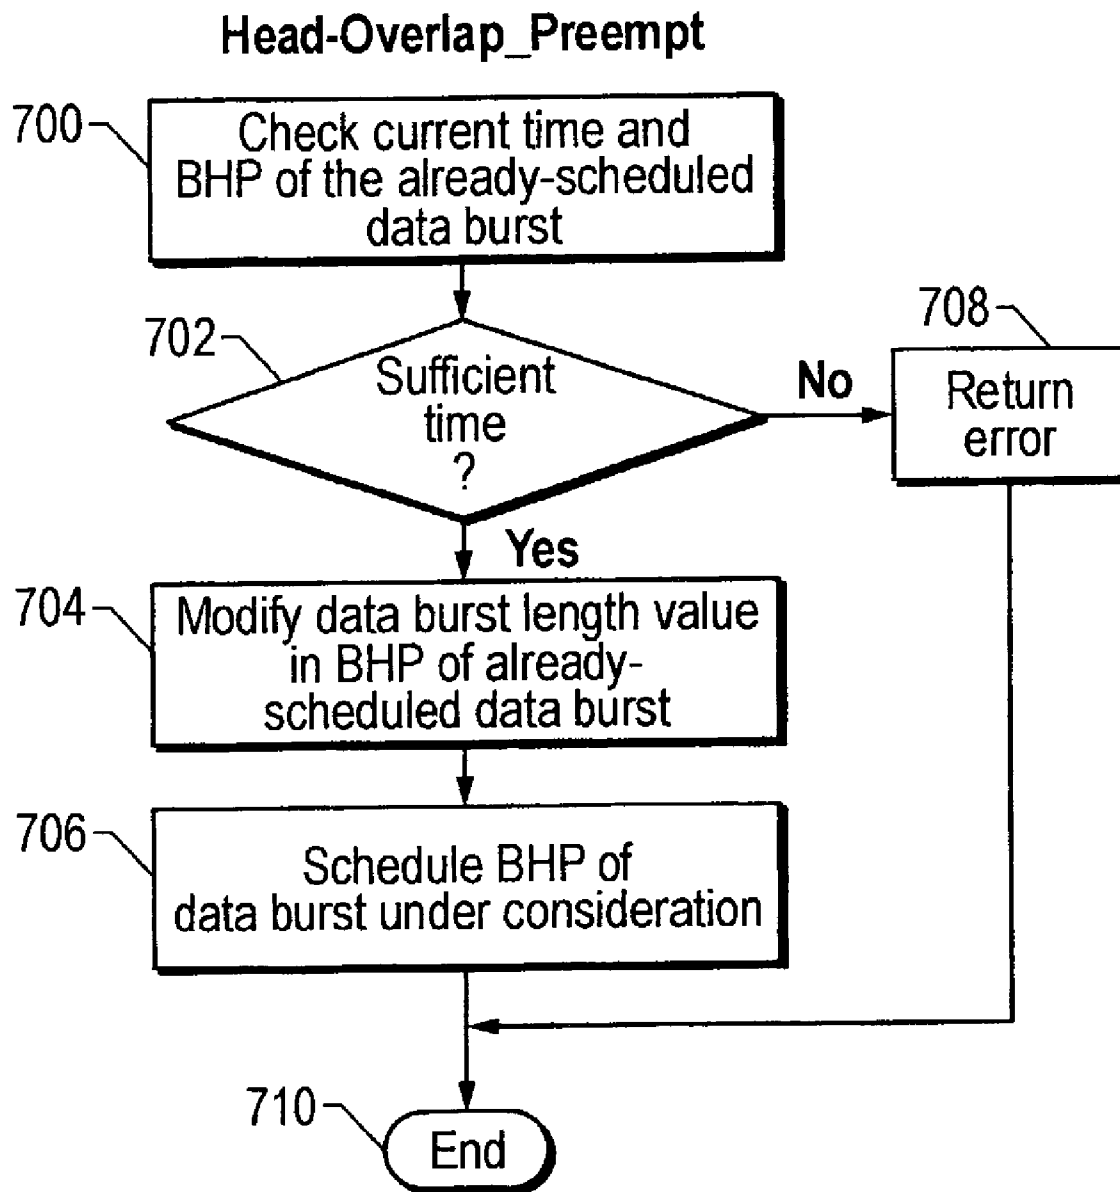 Head-Overlap_Preempt
700
Check current time and
BHP of the already-scheduled
data burst
702
Sufficient
time
?
No
708
Return
error
Yes
704
Modify data burst length value
in BHP of already-
scheduled data burst
706
Schedule BHP of
data burst under consideration
710
End